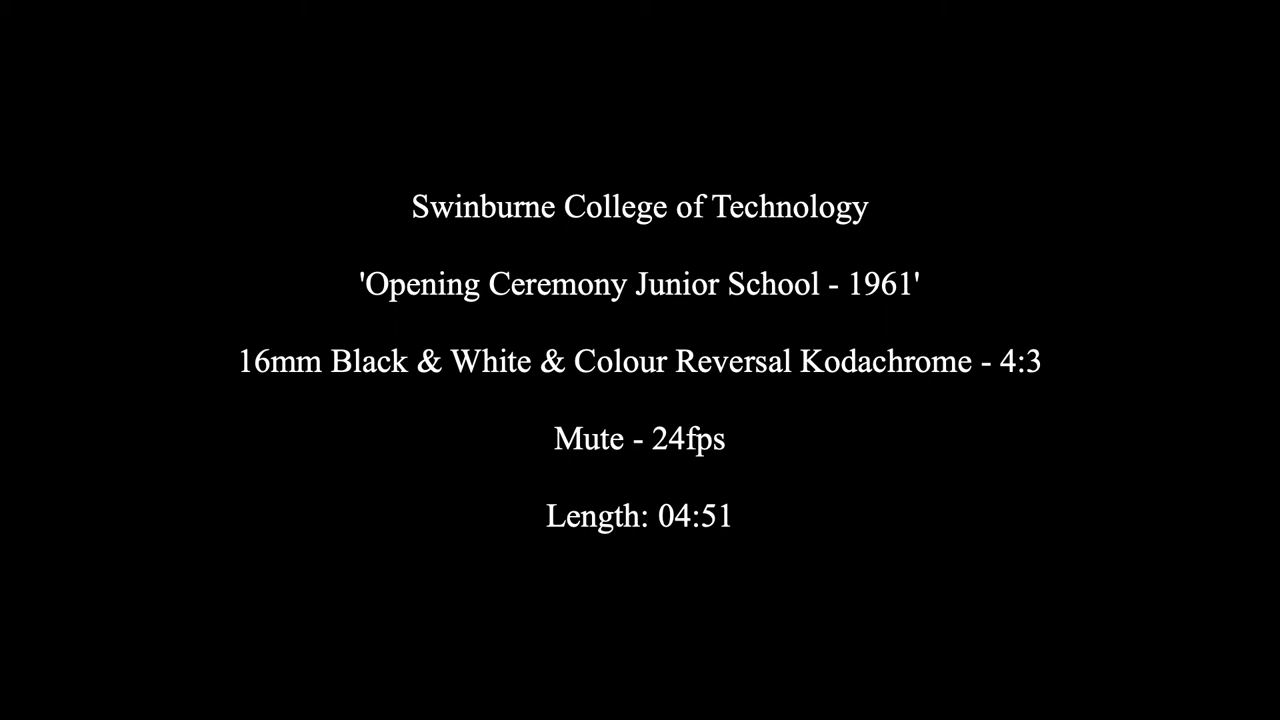 Swinburne College of Technology
'Opening Ceremony Junior School - 1961'
16mm Black & White & Colour Reversal Kodachrome - 4:3
Mute - 24fps
Length: 04:51